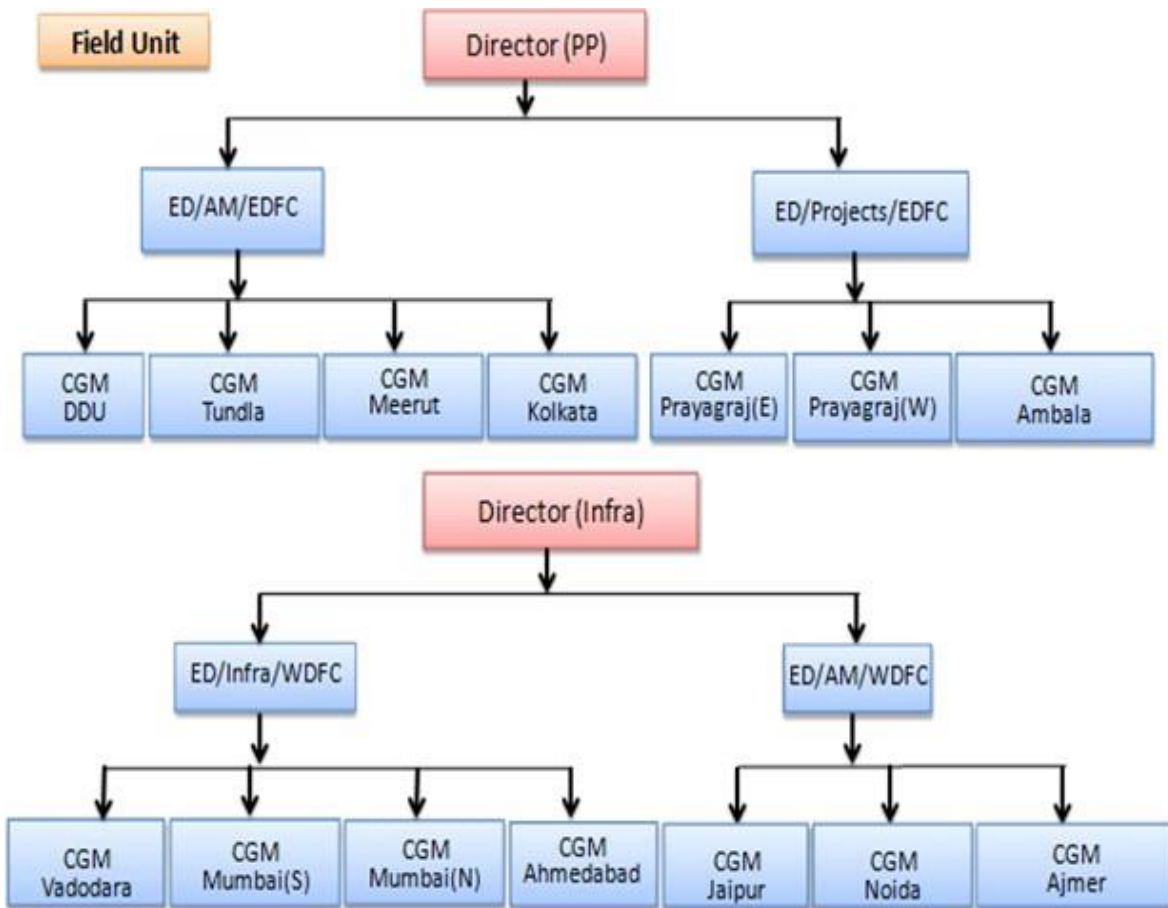 Field Unit
Director (PP)
ED/AM/EDFC
ED/Projects/EDFC
CGM
DDU
CGM
Tundla
CGM
Meerut
CGM
Kolkata
CGM
Prayagraj(E)
CGM
Prayagraj(W)
CGM
Ambala
Director (Infra)
ED/Infra/WDFC
ED/AM/WDFC
CGM
Vadodara
CGM
Mumbai(S)
CGM
Mumbai(N)
CGM
Ahmedabad
CGM
Jaipur
CGM
Noida
CGM
Ajmer